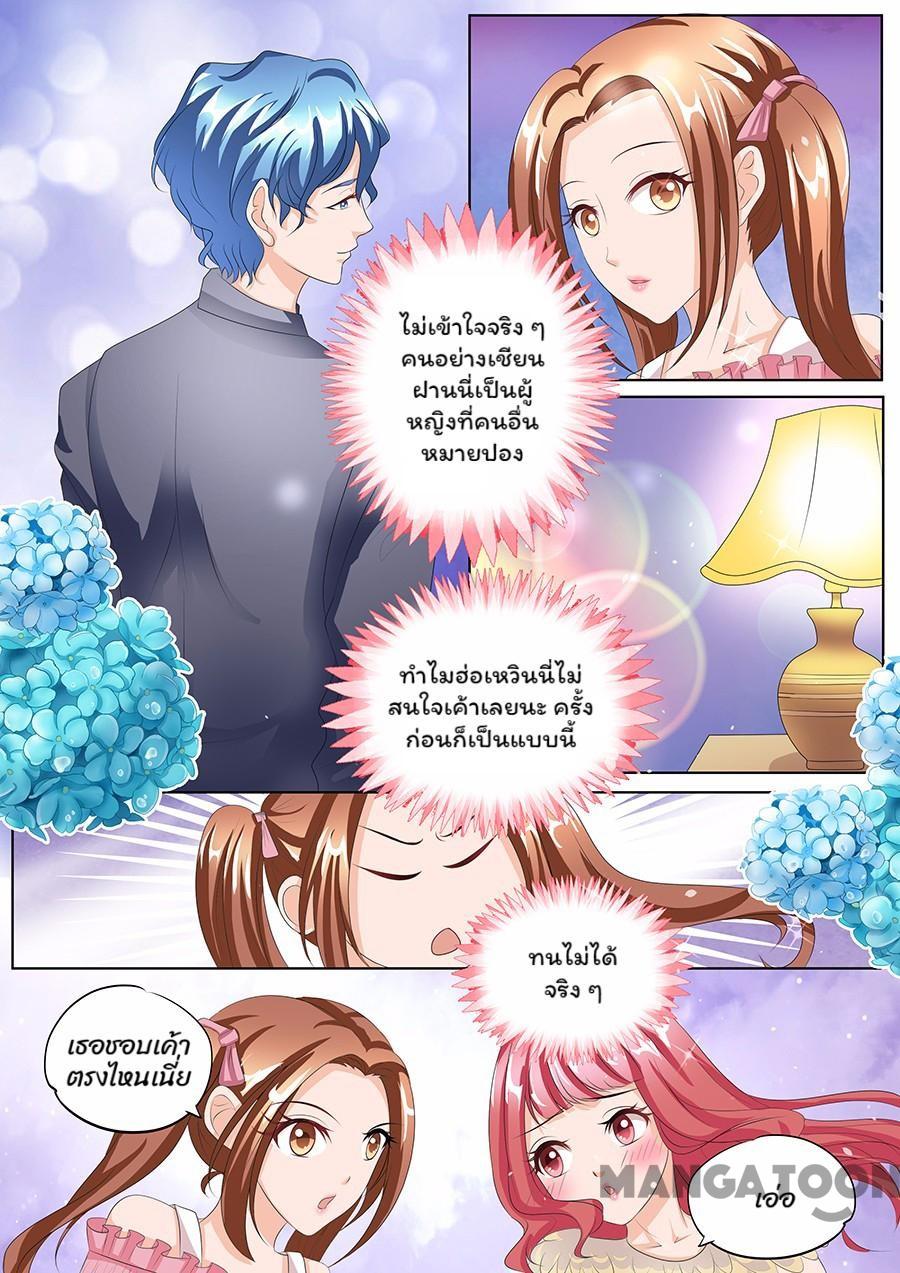 ไม่เข้าใจจริง ๆ
คนอย่างเซียน
ฝานนี่เป็นผู้
หญิงที่คนอื่น
หมายปอง
ทำไมฮ่อเหวินนี่ไม่
สนใจเค้าเลยนะ ครั้ง
ก่อนก็เป็นแบบนี้
ทนไม่ได้
จริง ๆ
เธอชอบเค้า
ตรงไหนเนี่ย
เอ่อ
MANGATOON